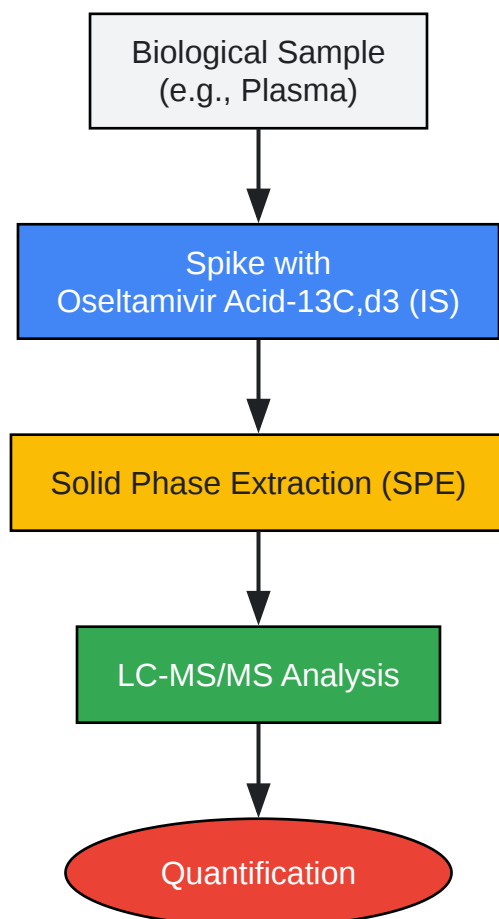 Biological Sample
(e.g., Plasma)
Spike with
Oseltamivir Acid-13C,d3 (IS)
Solid Phase Extraction (SPE)
LC-MS/MS Analysis
Quantification